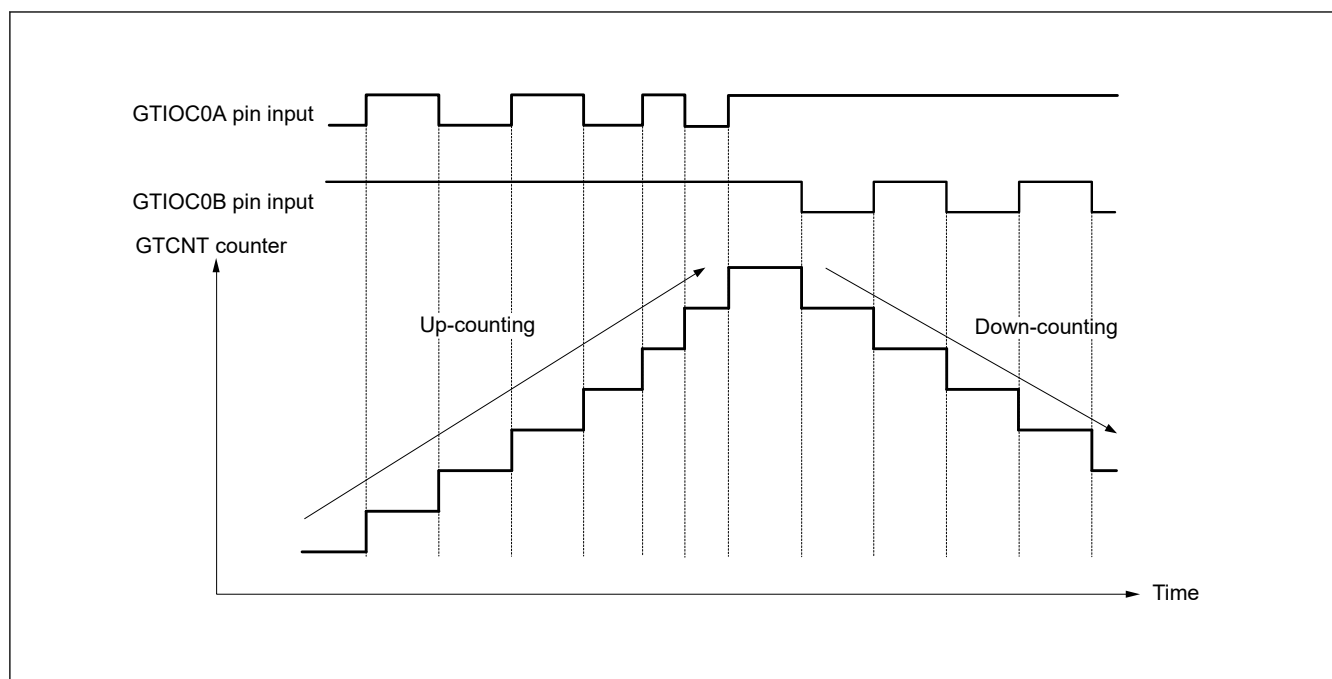 GTIOC0A pin input
GTIOC0B pin input
GTCNT counter
Up-counting
Down-counting
Time